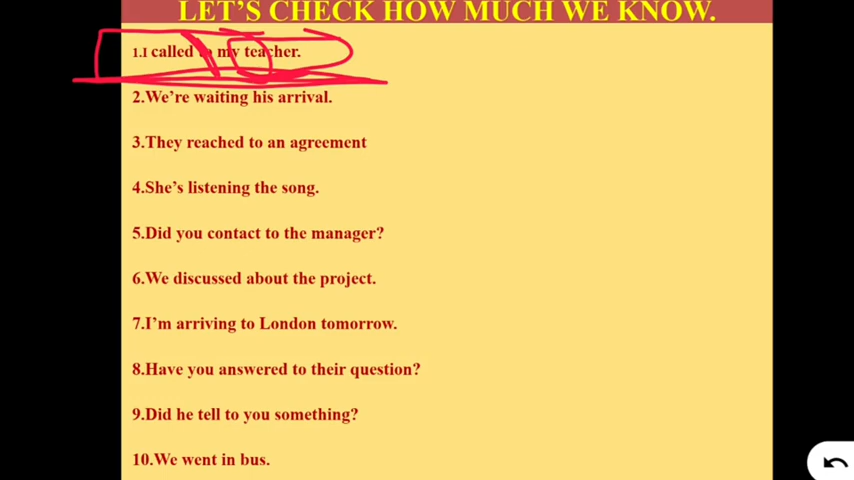 LET'S CHECK HOW MUCH WE KNOW.
1.I called to my teacher.
2.We're waiting his arrival.
3.They reached to an agreement
4.She's listening the song.
5.Did you contact to the manager?
6.We discussed about the project.
7.I'm arriving to London tomorrow.
8.Have you answered to their question?
9.Did he tell to you something?
10.We went in bus.